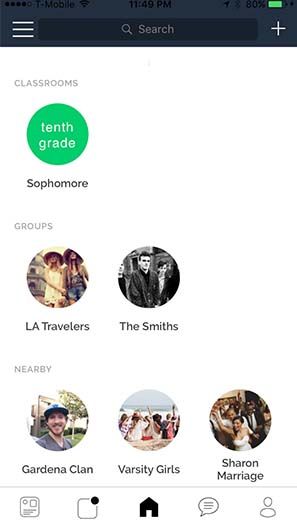 T-Mobile 11:49 PM 80%
Search
CLASSROOMS
tenth
grade
Sophomore
GROUPS
LA Travelers The Smiths
NEARBY
Gardena Clan Varsity Girls Sharon
Marriage